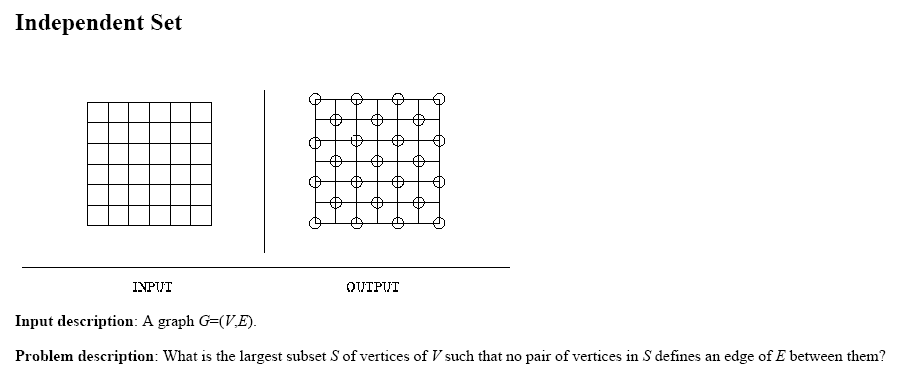 Independent Set
INPUT
OUTPUT
Input description: A graph G=(V,E).
Problem description: What is the largest subset S of vertices of V such that no pair of vertices in S defines an edge of E between them?